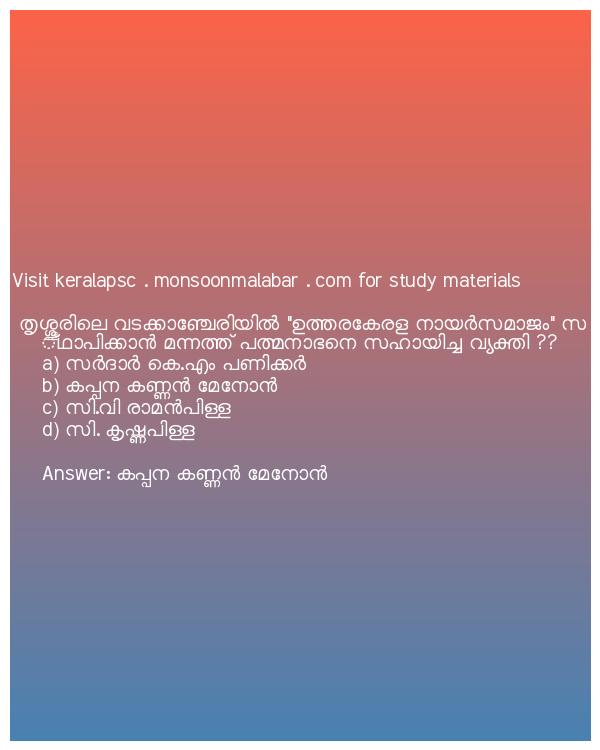 Visit keralapsc . monsoonmalabar . com for study materials
തൃശ്ശൂരിലെ വടക്കാഞ്ചേരിയിൽ "ഉത്തരകേരള നായർസമാജം" സ
്ഥാപിക്കാൻ മന്നത്ത് പത്മനാഭനെ സഹായിച്ച വ്യക്തി ??
a) സർദാർ കെ.എം പണിക്കർ
b) കപ്പന കണ്ണൻ മേനോൻ
c) സി.വി രാമൻപിള്ള
d) സി. കൃഷ്ണപിള്ള
Answer: കപ്പന കണ്ണൻ മേനോൻ